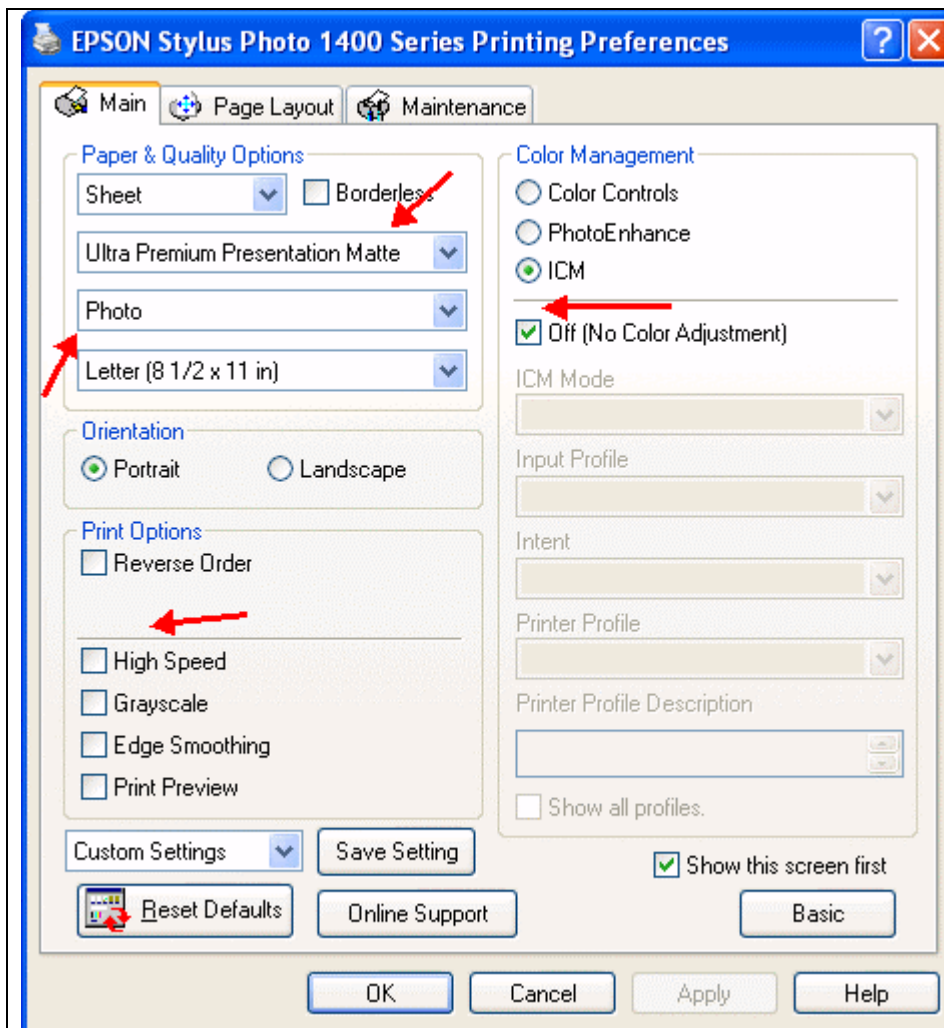 EPSON Stylus Photo 1400 Series Printing Preferences
Main
Page Layout
Maintenance
Paper & Quality Options
Sheet
Borderless
Ultra Premium Presentation Matte
Photo
Letter (8 1/2 x 11 in)
Orientation
Portrait
Landscape
Print Options
Reverse Order
High Speed
Grayscale
Edge Smoothing
Print Preview
Color Management
Color Controls
PhotoEnhance
ICM
Off (No Color Adjustment)
ICM Mode
Input Profile
Intent
Printer Profile
Printer Profile Description
Show all profiles.
Custom Settings
Save Setting
Show this screen first
Reset Defaults
Online Support
Basic
OK
Cancel
Apply
Help